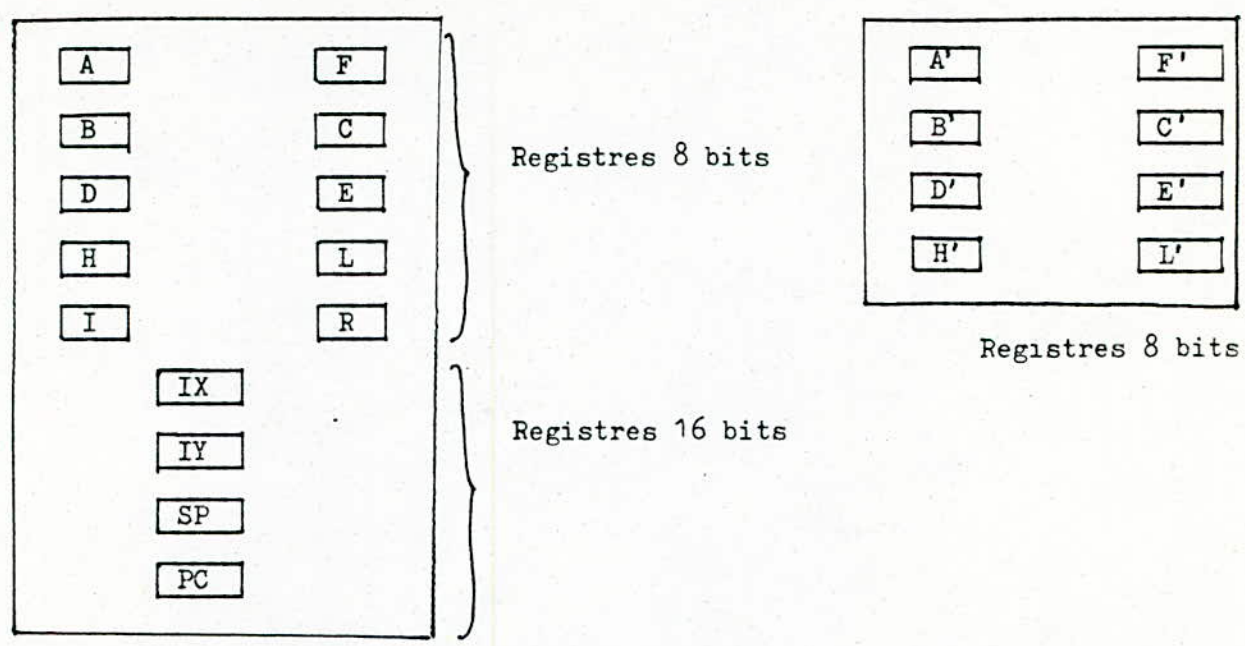 A F
B C
D E
H L
I R
Registres 8 bits
IX
IY
SP
PC
Registres 16 bits
A' F'
B' C'
D' E'
H' L'
Registres 8 bits